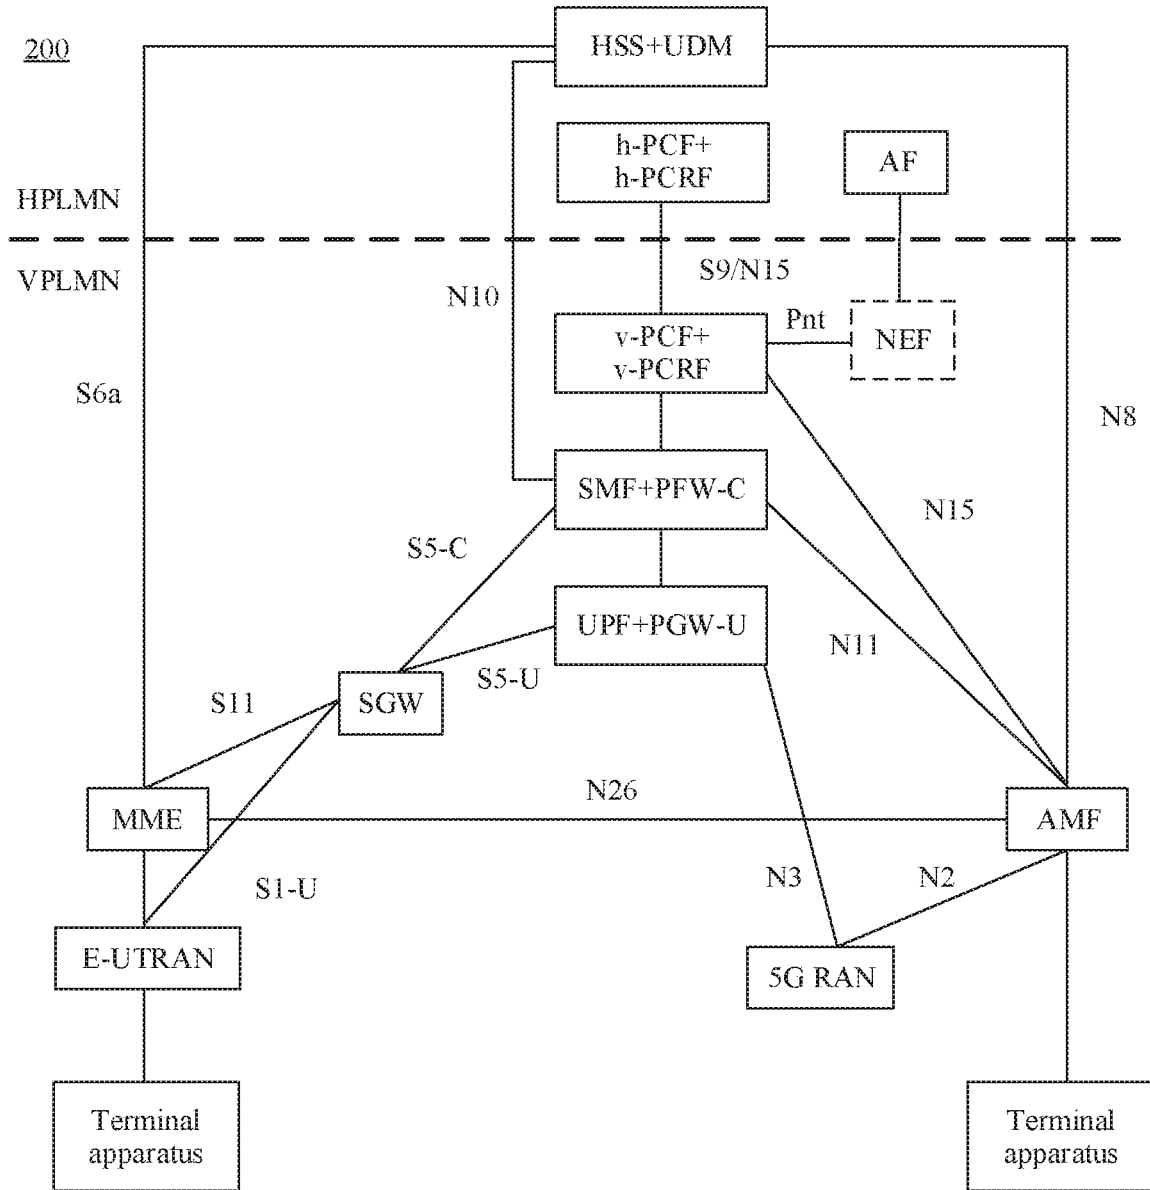 200
HSS+UDM
h-PCF+
h-PCRF
AF
HPLMN
VPLMN
S9/N15
N10
Pnt
v-PCF+
v-PCRF
NEF
S6a
N8
SMF+PFW-C
N15
S5-C
UPF+PGW-U
N11
S5-U
S11
SGW
N26
MME
AMF
S1-U
N3
N2
E-UTRAN
5G RAN
Terminal
apparatus
Terminal
apparatus